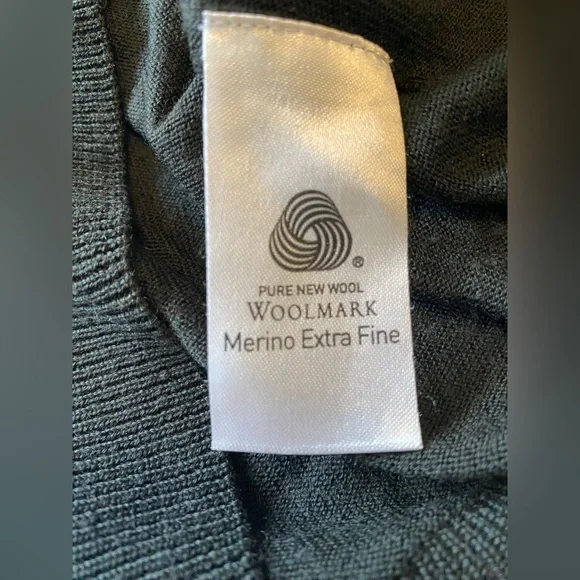 ®
PURE NEW WOOL
WOOLMARK
Merino Extra Fine